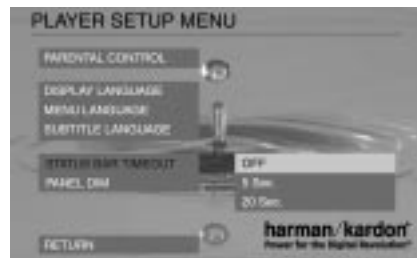 PLAYER SETUP MENU
PARENTAL CONTROL
DISPLAY LANGUAGE
MENU LANGUAGE
SUBTITLE LANGUAGE
STATUS BAR TIMEOUT
OFF
PANEL DIM
5 Sec.
20 Sec.
RETURN
harman/kardon
Power for the Digital Revolution